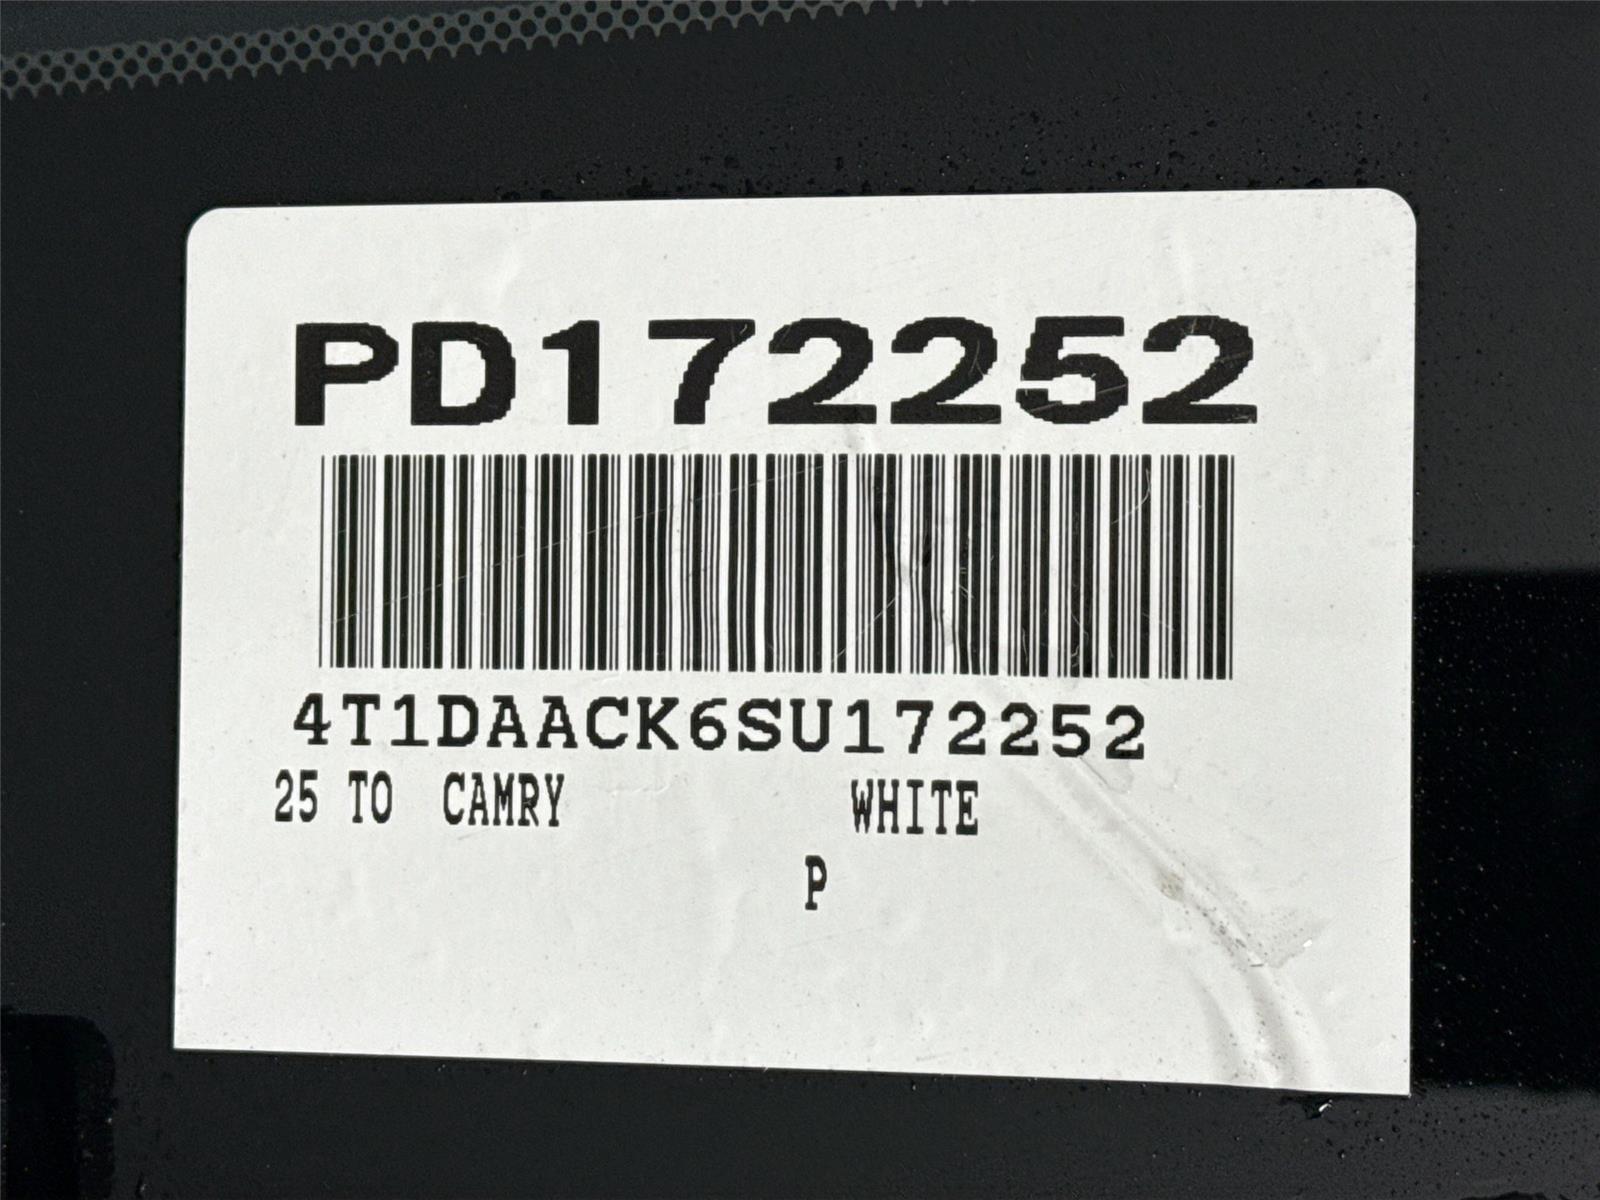 PD172252
4T1DAACK6SU172252
25 TO CAMRY WHITE
P